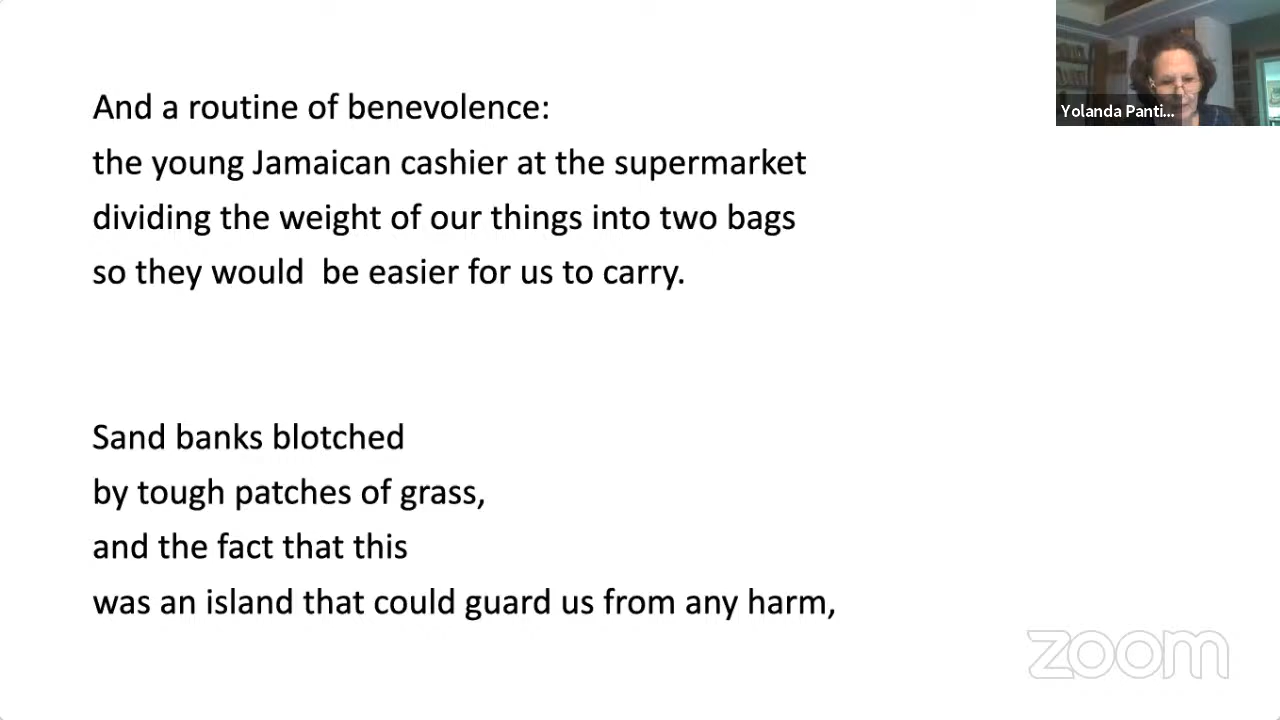 Yolanda Panti...
And a routine of benevolence:
the young Jamaican cashier at the supermarket
dividing the weight of our things into two bags
so they would  be easier for us to carry.
Sand banks blotched
by tough patches of grass,
and the fact that this
was an island that could guard us from any harm,
zoom